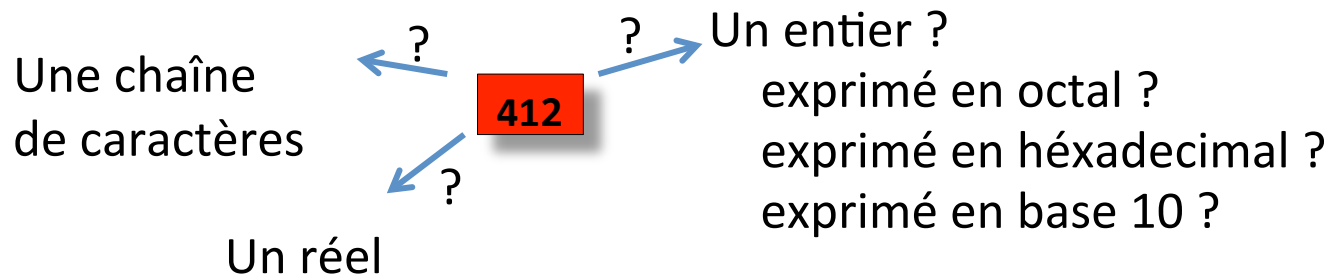 Une chaîne
de caractères
?
412
?
Un entier ?
exprimé en octal ?
exprimé en héxadecimal ?
exprimé en base 10 ?
?
Un réel